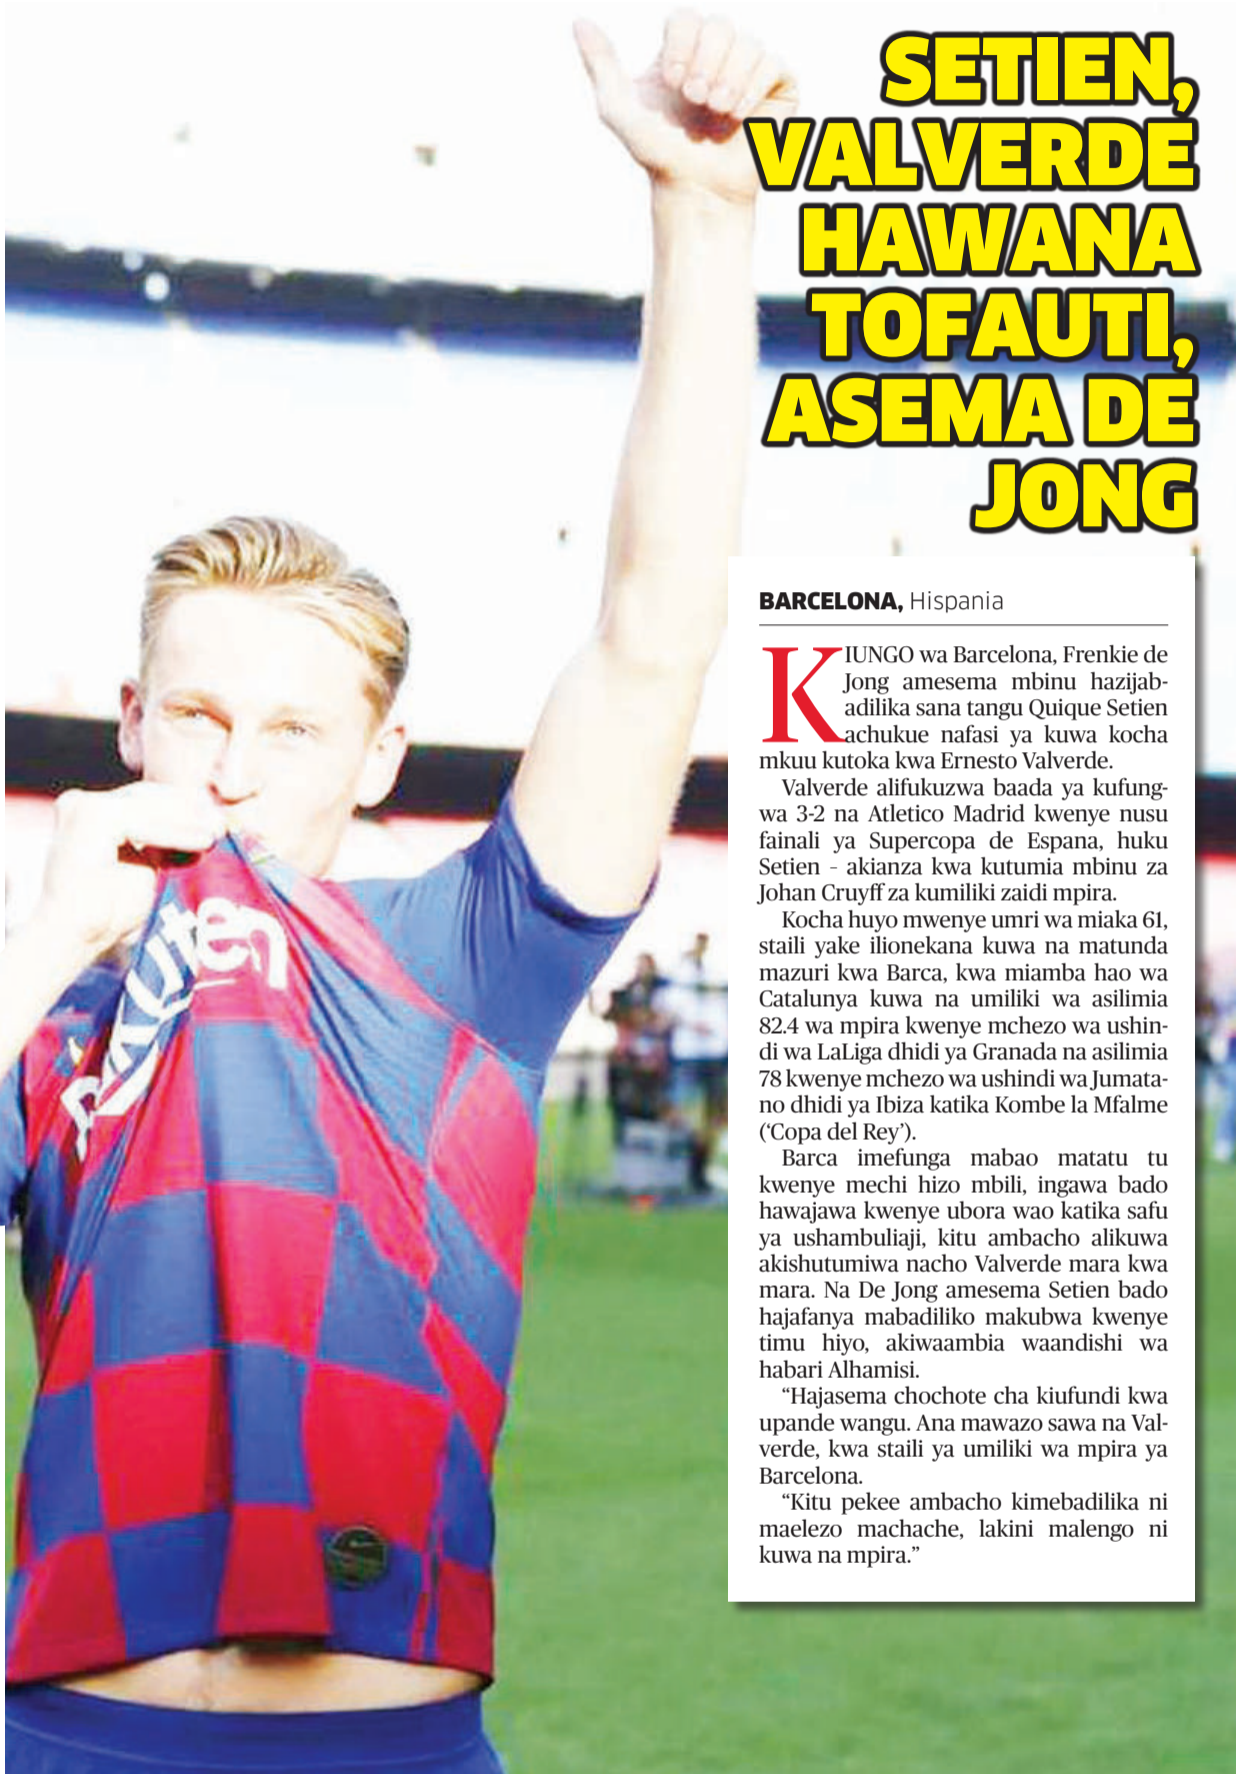 SETIEN,
VALVERDE
HAWANA
TOFAUTI,
ASEMA DE
JONG
BARCELONA, Hispania
KIUNGO wa Barcelona, Frenkie de
Jong amesema mbinu hazijab-
adilika sana tangu Quique Setien
achukue nafasi ya kuwa kocha
mkuu kutoka kwa Ernesto Valverde.
Valverde alifukuzwa baada ya kufung-
wa 3-2 na Atletico Madrid kwenye nusu
fainali ya Supercopa de Espana, huku
Setien - akianza kwa kutumia mbinu za
Johan Cruyff za kumiliki zaidi mpira.
Kocha huyo mwenye umri wa miaka 61,
staili yake ilionekana kuwa na matunda
mazuri kwa Barca, kwa miamba hao wa
Catalunya kuwa na umiliki wa asilimia
82.4 wa mpira kwenye mchezo wa ushin-
di wa LaLiga dhidi ya Granada na asilimia
78 kwenye mchezo wa ushindi wa Jumata-
no dhidi ya Ibiza katika Kombe la Mfalme
(‘Copa del Rey’).
Barca imefunga mabao matatu tu
kwenye mechi hizo mbili, ingawa bado
hawajawa kwenye ubora wao katika safu
ya ushambuliaji, kitu ambacho alikuwa
akishutumiwa nacho Valverde mara kwa
mara. Na De Jong amesema Setien bado
hajafanya mabadiliko makubwa kwenye
timu hiyo, akiwaambia waandishi wa
habari Alhamisi.
“Hajasema chochote cha kiufundi kwa
upande wangu. Ana mawazo sawa na Val-
verde, kwa staili ya umiliki wa mpira ya
Barcelona.
“Kitu pekee ambacho kimebadilika ni
maelezo machache, lakini malengo ni
kuwa na mpira.”
Rakuten